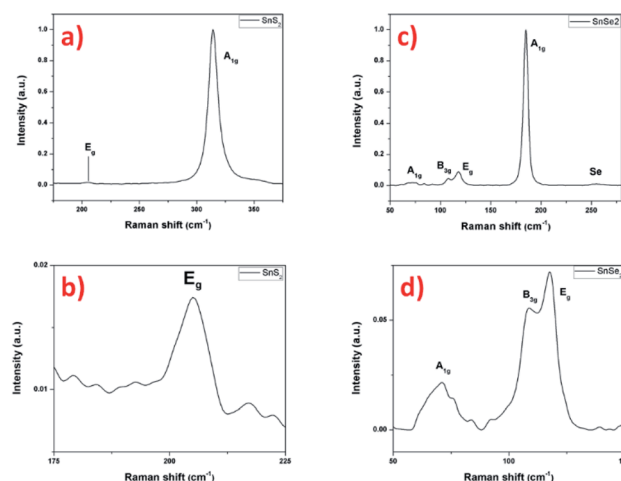 a)
SnS2
A1g
Eg
1.0
0.8
0.6
0.4
0.2
0.0
Intensity (a.u.)
200
250
300
350
Raman shift (cm-1)
c)
SnSe2
A1g
A1g
B3g
Eg
Se
1.0
0.8
0.6
0.4
0.2
0.0
Intensity (a.u.)
50
100
150
200
250
Raman shift (cm-1)
b)
SnS2
Eg
0.02
0.01
Intensity (a.u.)
175
200
225
Raman shift (cm-1)
d)
SnSe
B3g
Eg
A1g
0.05
0.00
Intensity (a.u.)
50
100
Raman shift (cm-1)